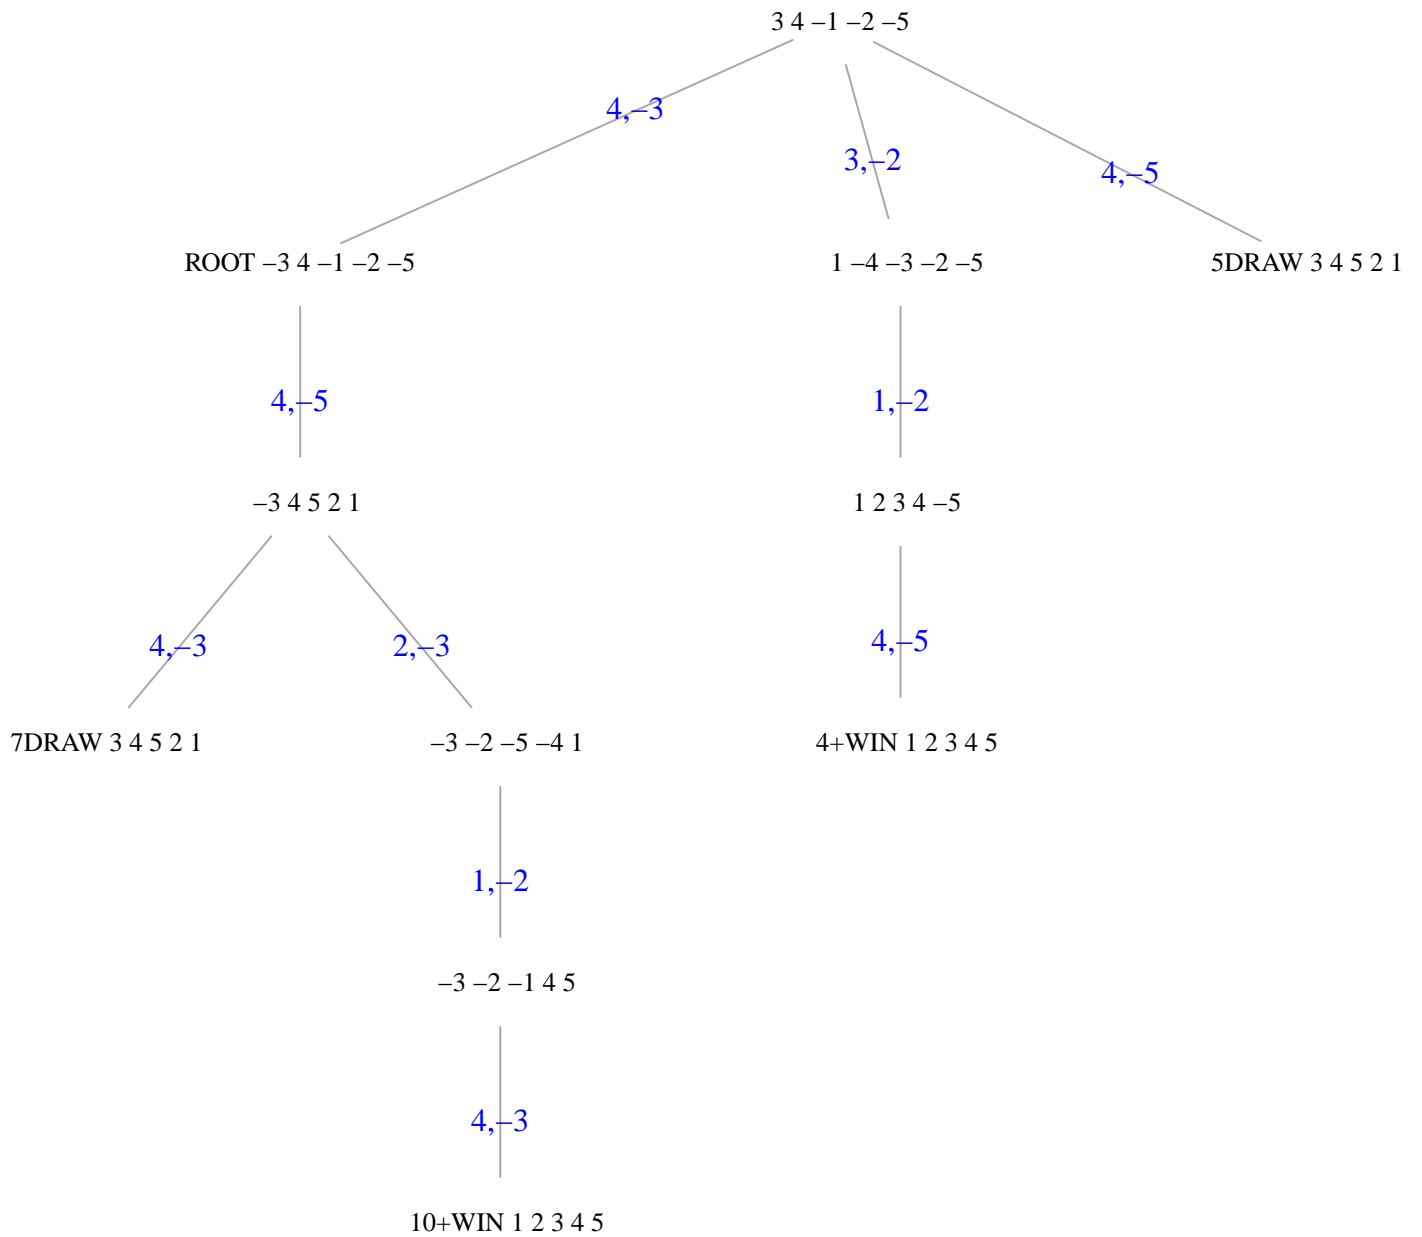 3 4 –1 –2 –5
4,–3
3,–2
4,–5
ROOT –3 4 –1 –2 –5
1 –4 –3 –2 –5
5DRAW 3 4 5 2 1
4,–5
1,–2
–3 4 5 2 1
1 2 3 4 –5
4,–3
2,–3
4,–5
7DRAW 3 4 5 2 1
–3 –2 –5 –4 1
4+WIN 1 2 3 4 5
1,–2
–3 –2 –1 4 5
4,–3
10+WIN 1 2 3 4 5